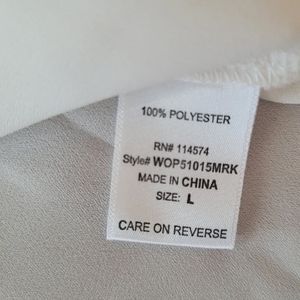 100% POLYESTER
RN# 114574
Style# WOP51015MRK
MADE IN CHINA
SIZE: L
CARE ON REVERSE